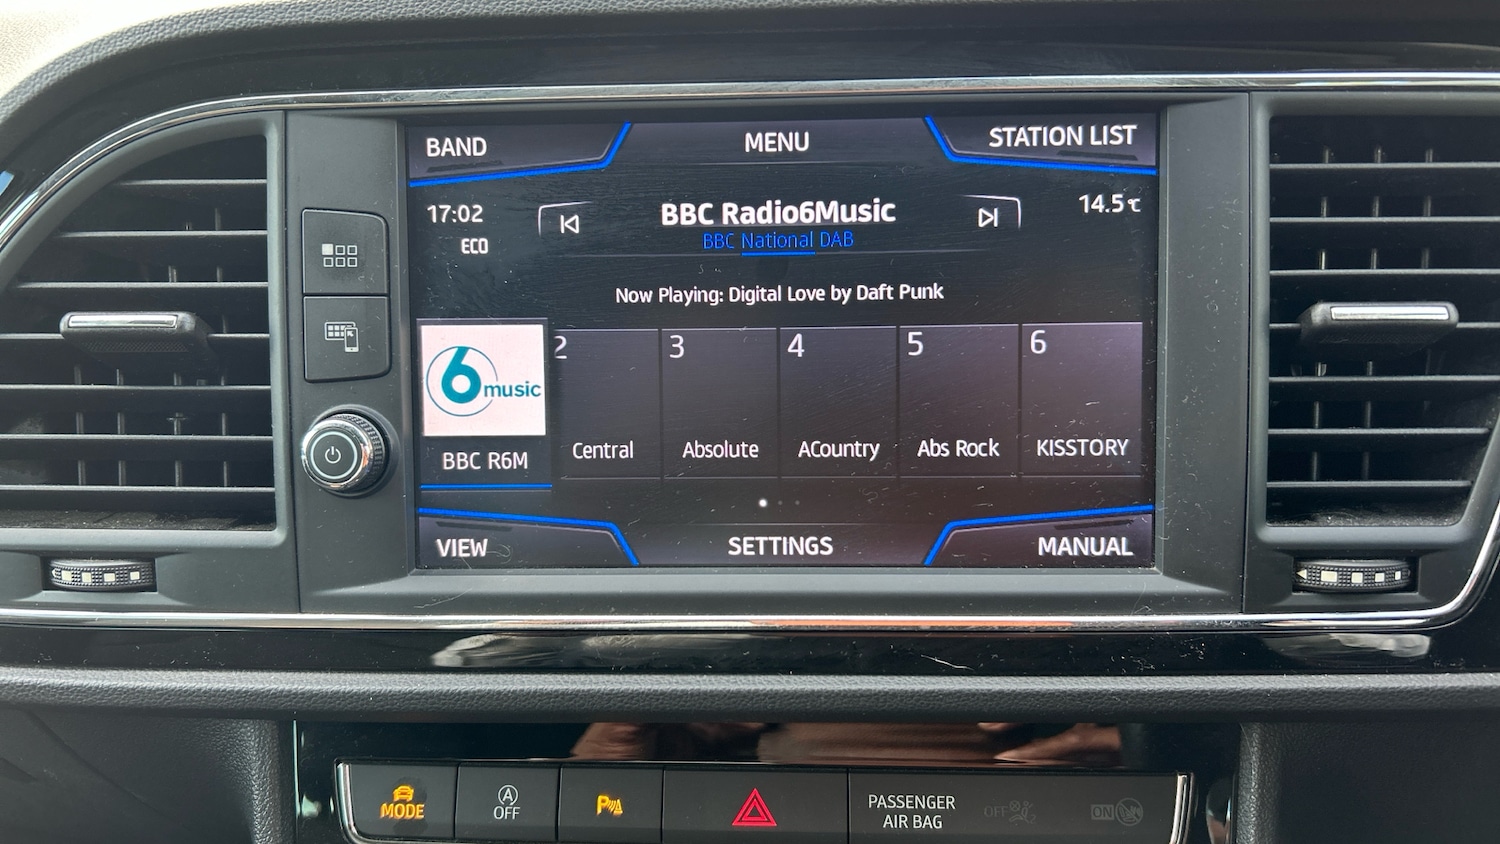 BAND
MENU
STATION LIST
17:02
ECO
BBC Radio6Music
BBC National DAB
14.5℃
Now Playing: Digital Love by Daft Punk
6music
2
3
4
5
6
BBC R6M
Central
Absolute
ACountry
Abs Rock
KISSTORY
VIEW
SETTINGS
MANUAL
MODE
A
OFF
P
PASSENGER
AIR BAG
OFF
ON